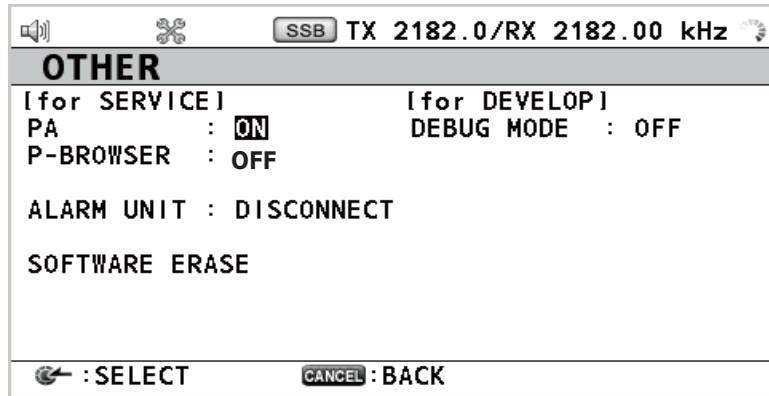 SSB TX 2182.0/RX 2182.00 kHz
OTHER
[for SERVICE] [for DEVELOP]
PA : ON DEBUG MODE : OFF
P-BROWSER : OFF
ALARM UNIT : DISCONNECT
SOFTWARE ERASE
:SELECT CANCEL :BACK